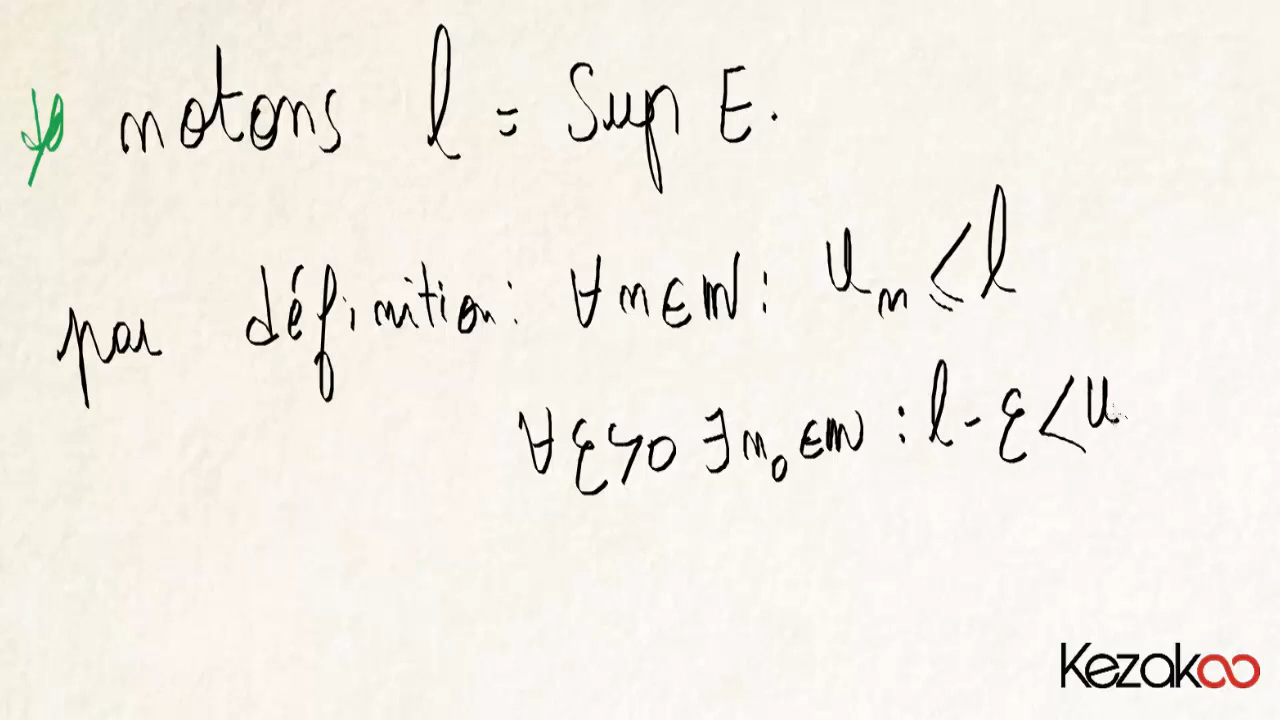 notons l = Sup E.
par définition: ∀n∈ℕ: Uₙ ≤ l
∀ε>0 ∃n₀∈ℕ : l - ε < U
Kezakoo